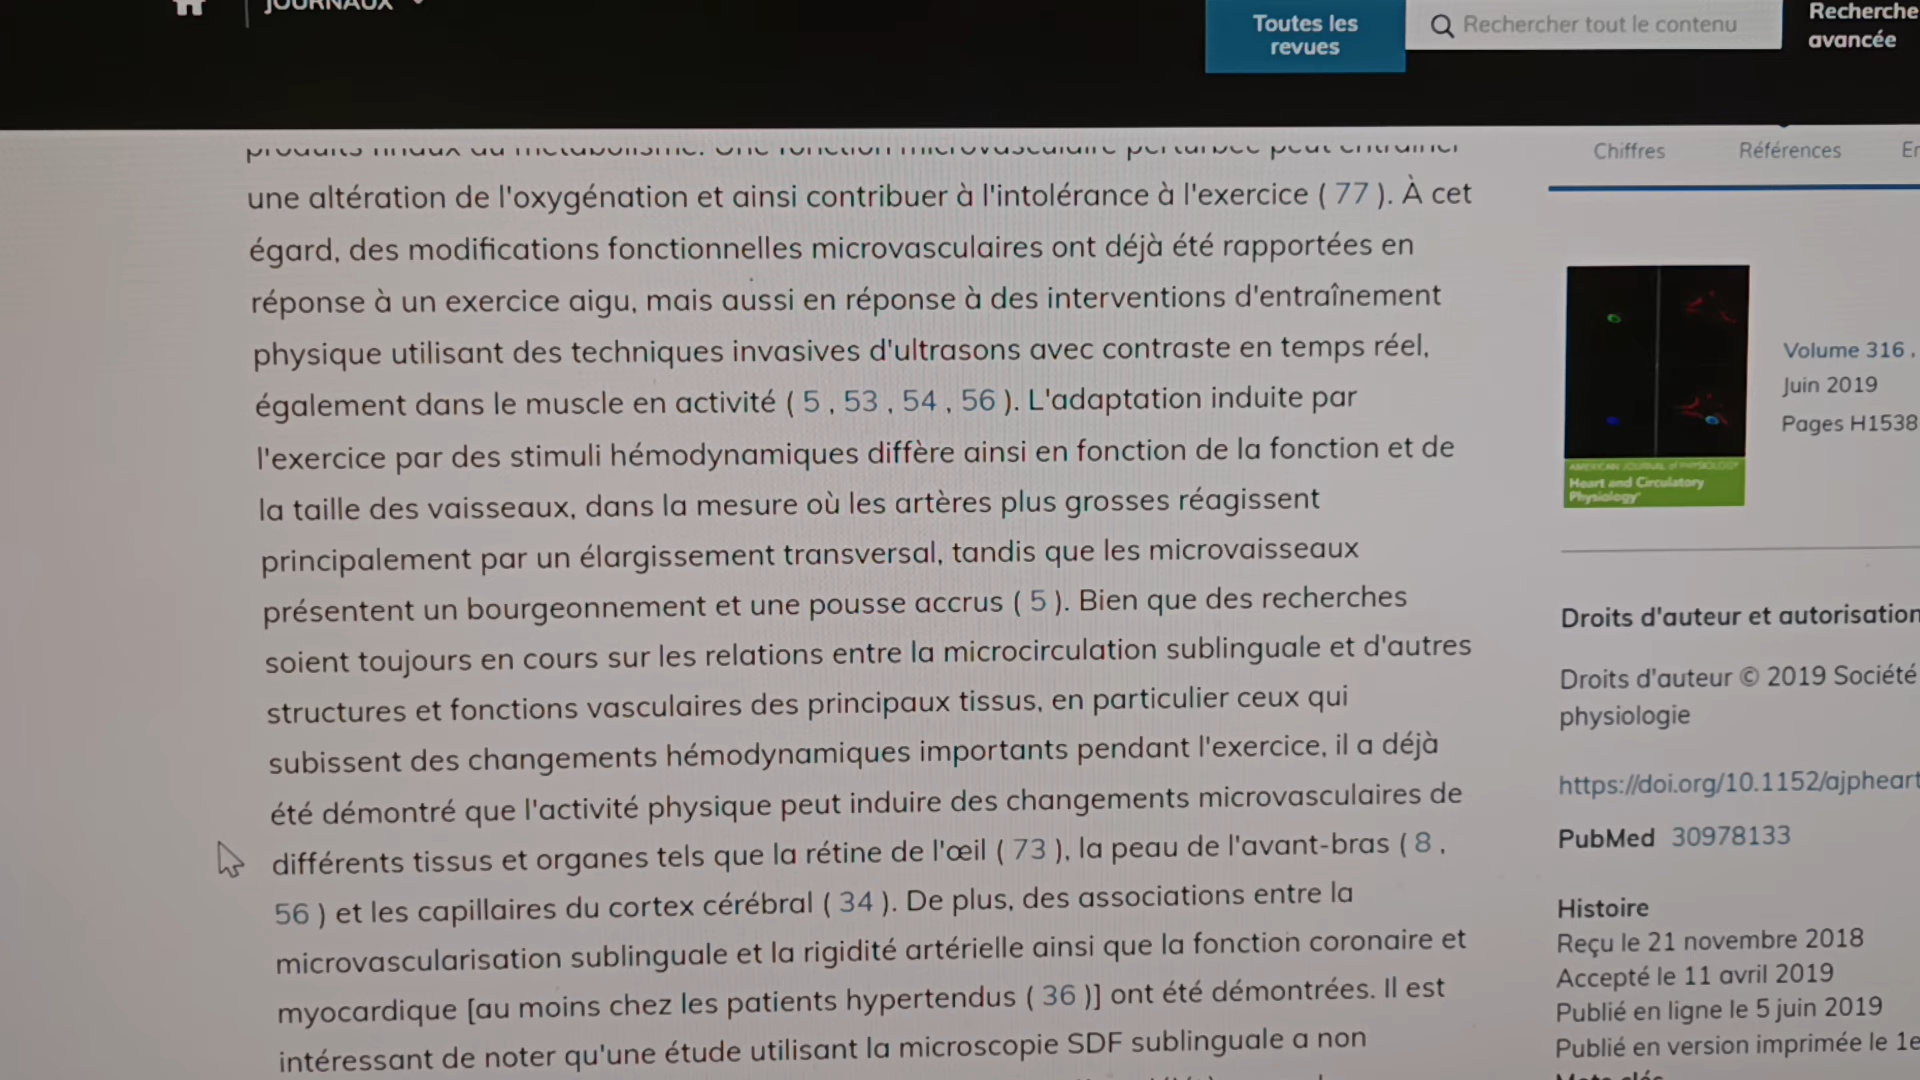 JOURNAUX
Toutes les
revues
Rechercher tout le contenu
Recherche
avancée
produits finaux du métabolisme. Une fonction microvasculaire perturbée peut entraîner
une altération de l'oxygénation et ainsi contribuer à l'intolérance à l'exercice ( 77 ). À cet
égard, des modifications fonctionnelles microvasculaires ont déjà été rapportées en
réponse à un exercice aigu, mais aussi en réponse à des interventions d'entraînement
physique utilisant des techniques invasives d'ultrasons avec contraste en temps réel,
également dans le muscle en activité ( 5 , 53 , 54 , 56 ). L'adaptation induite par
l'exercice par des stimuli hémodynamiques diffère ainsi en fonction de la fonction et de
la taille des vaisseaux, dans la mesure où les artères plus grosses réagissent
principalement par un élargissement transversal, tandis que les microvaisseaux
présentent un bourgeonnement et une pousse accrus ( 5 ). Bien que des recherches
soient toujours en cours sur les relations entre la microcirculation sublinguale et d'autres
structures et fonctions vasculaires des principaux tissus, en particulier ceux qui
subissent des changements hémodynamiques importants pendant l'exercice, il a déjà
été démontré que l'activité physique peut induire des changements microvasculaires de
différents tissus et organes tels que la rétine de l'œil ( 73 ), la peau de l'avant-bras ( 8 ,
56 ) et les capillaires du cortex cérébral ( 34 ). De plus, des associations entre la
microvascularisation sublinguale et la rigidité artérielle ainsi que la fonction coronaire et
myocardique [au moins chez les patients hypertendus ( 36 )] ont été démontrées. Il est
intéressant de noter qu'une étude utilisant la microscopie SDF sublinguale a non
Chiffres
Références
AMERICAN JOURNAL of PHYSIOLOGY
Heart and Circulatory
Physiology
Volume 316 ,
Juin 2019
Pages H1538
Droits d'auteur et autorisation
Droits d'auteur © 2019 Société
physiologie
https://doi.org/10.1152/ajpheart
PubMed 30978133
Histoire
Reçu le 21 novembre 2018
Accepté le 11 avril 2019
Publié en ligne le 5 juin 2019
Publié en version imprimée le 1e